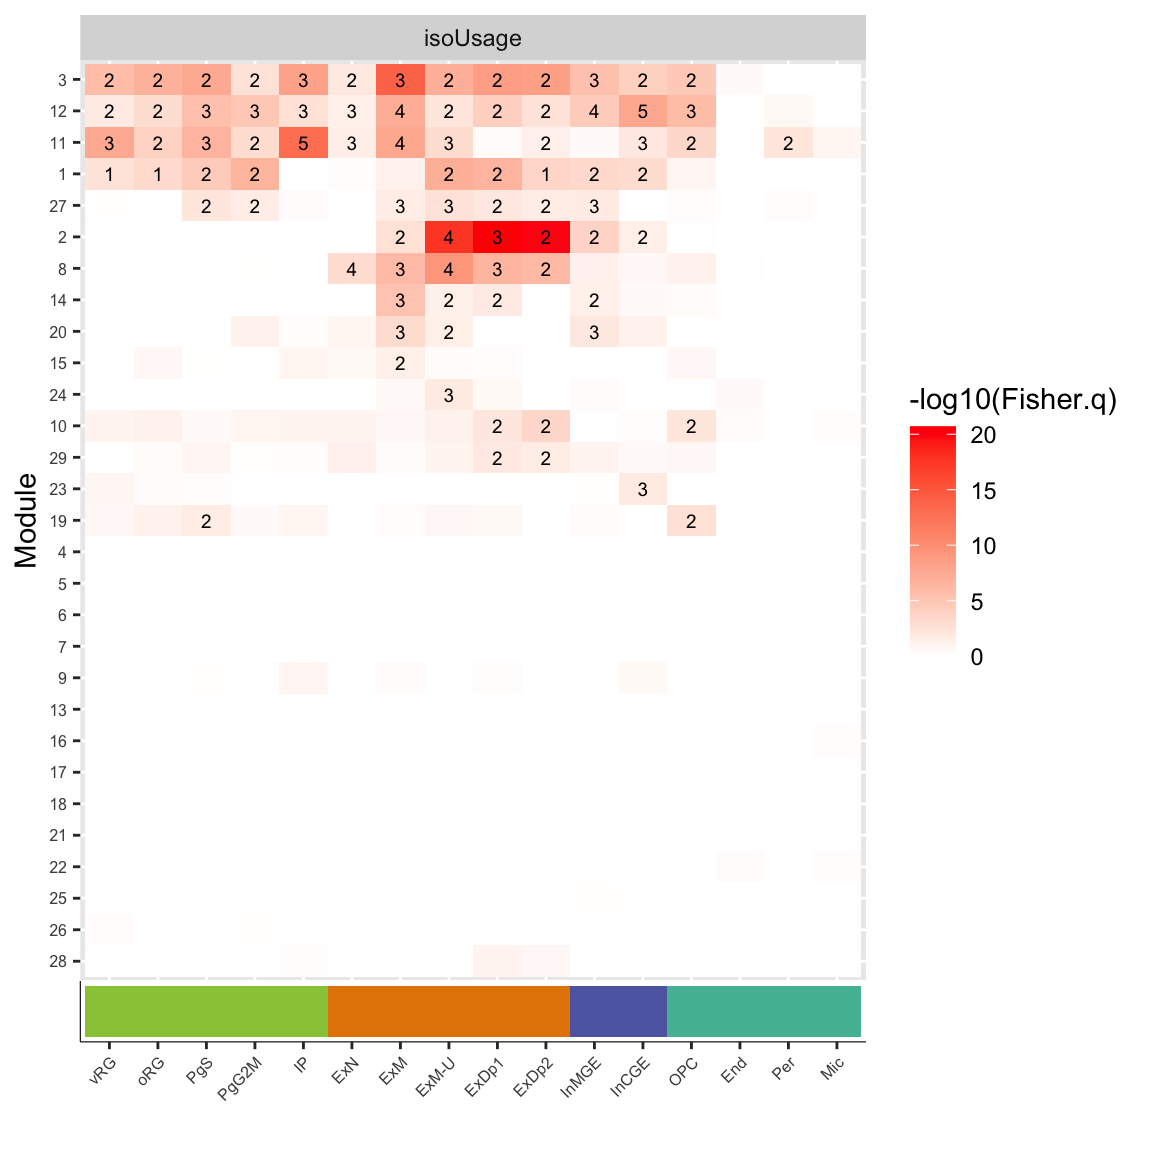 isoUsage
3 2 2 2 2 3 2 3 2 2 2 3 2 2
12 2 2 3 3 3 3 4 2 2 2 4 5 3
11 3 2 3 2 5 3 4 3 2 3 2 2
1 1 1 2 2 2 2 1 2 2
27 2 2 3 3 2 2 3
2 2 4 3 2 2 2
8 4 3 4 3 2
14 3 2 2 2
20 3 2 3
15 2
24 3
10 2 2 2
29 2 2
23 3
19 2 2
4
5
6
7
9
13
16
17
18
21
22
25
26
28
Module
vRG oRG PgS PgG2M IP ExN ExM ExM-U ExDp1 ExDp2 InMGE InCGE OPC End Per Mic
-log10(Fisher.q)
20
15
10
5
0